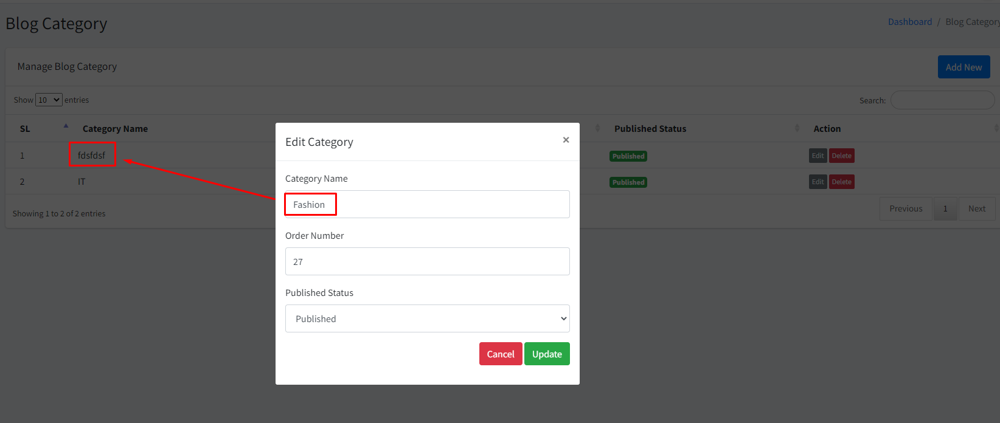 Blog Category
Dashboard / Blog Category
Manage Blog Category
Add New
Show 10 entries
Search:
SL Category Name Published Status Action
1 fdsfdsf Published Edit Delete
2 IT Published Edit Delete
Showing 1 to 2 of 2 entries
Previous 1 Next
Edit Category ×
Category Name
Fashion
Order Number
27
Published Status
Published
Cancel Update